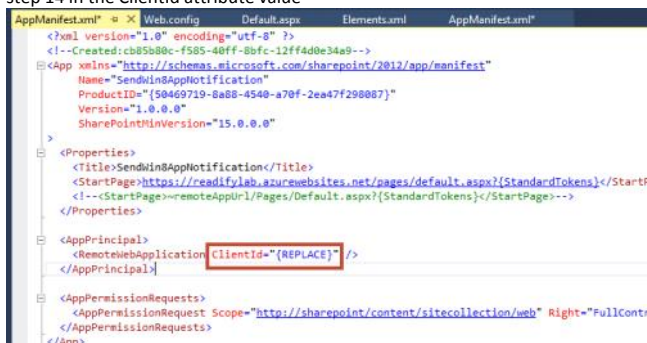 step 14 in the ClientId attribute value
AppManifest.xml* Web.config Default.aspx Elements.xml AppManifest.xml*
<?xml version="1.0" encoding="utf-8" ?>
<!--Created:cb85b80c-f585-40ff-8bfc-12ff4d0e34a9-->
<App xmlns="http://schemas.microsoft.com/sharepoint/2012/app/manifest"
Name="SendWin8AppNotification"
ProductID="{50469719-8a88-4540-a70f-2ea47f298087}"
Version="1.0.0.0"
SharePointMinVersion="15.0.0.0"
>
<Properties>
<Title>SendWin8AppNotification</Title>
<StartPage>https://readifylab.azurewebsites.net/pages/default.aspx?{StandardTokens}</StartP
<!--<StartPage>~remoteAppUrl/Pages/Default.aspx?{StandardTokens}</StartPage>-->
</Properties>
<AppPrincipal>
<RemoteWebApplication ClientId="{REPLACE}" />
</AppPrincipal>
<AppPermissionRequests>
<AppPermissionRequest Scope="http://sharepoint/content/sitecollection/web" Right="FullContr
</AppPermissionRequests>
</App>